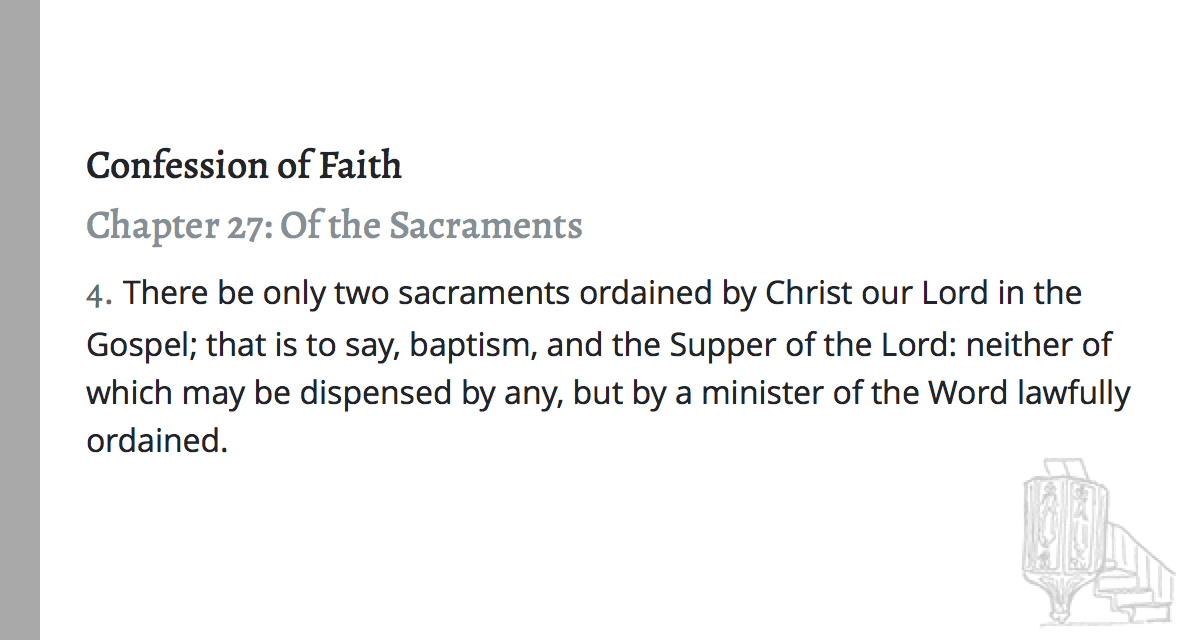 Confession of Faith
Chapter 27: Of the Sacraments
4. There be only two sacraments ordained by Christ our Lord in the
Gospel; that is to say, baptism, and the Supper of the Lord: neither of
which may be dispensed by any, but by a minister of the Word lawfully
ordained.